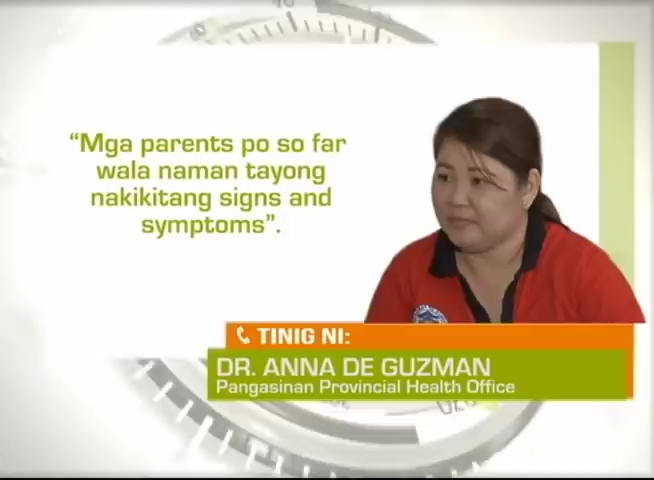 “Mga parents po so far
wala naman tayong
nakikitang signs and
symptoms”.
TINIG NI:
DR. ANNA DE GUZMAN
Pangasinan Provincial Health Office